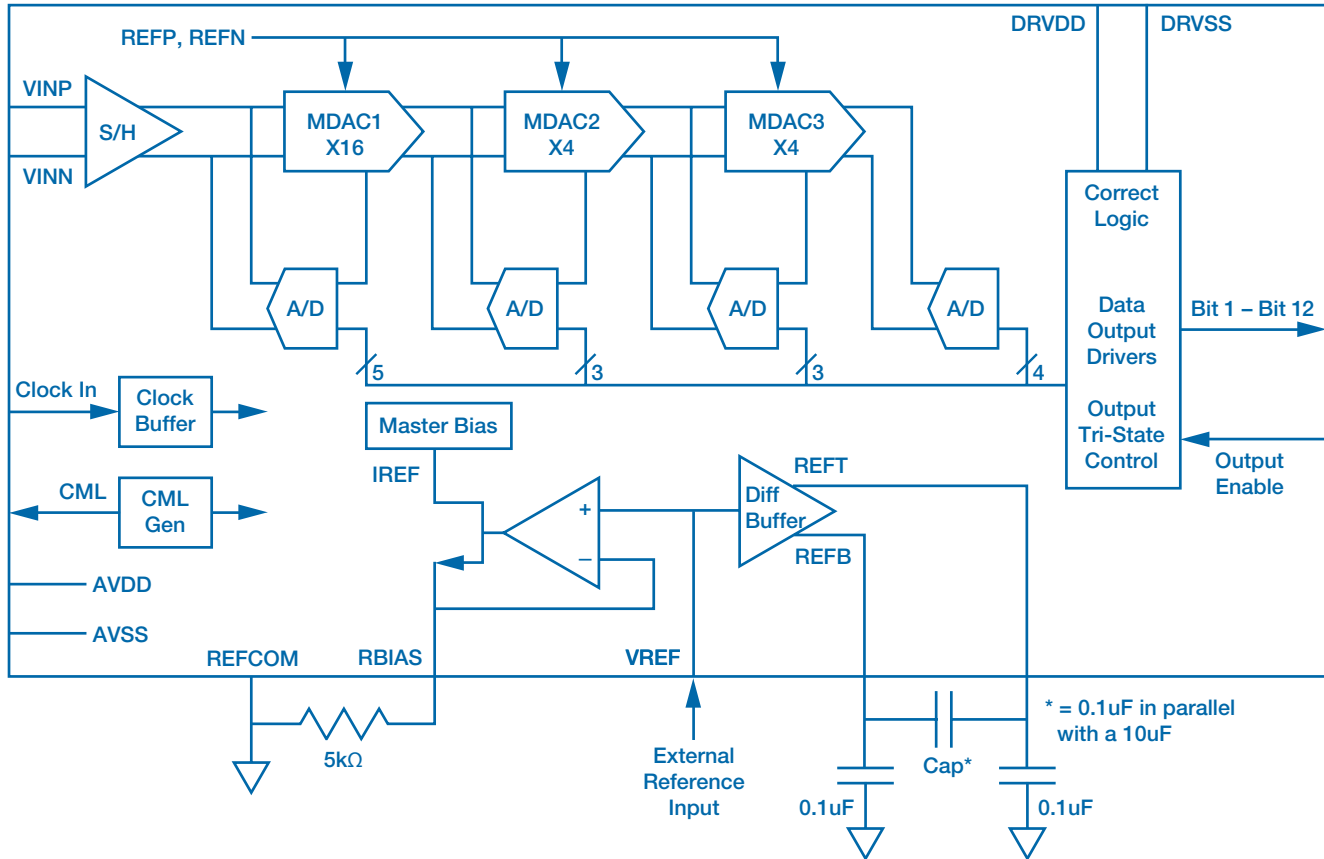 DRVDD
DRVSS
REFP, REFN
VINP
VINN
S/H
MDAC1
X16
MDAC2
X4
MDAC3
X4
A/D
A/D
A/D
A/D
5
3
3
4
Correct
Logic
Data
Output
Drivers
Output
Tri-State
Control
Bit 1 – Bit 12
Output
Enable
Clock In
Clock
Buffer
CML
CML
Gen
AVDD
AVSS
Master Bias
IREF
+
–
Diff
Buffer
REFT
REFB
REFCOM
RBIAS
VREF
5kΩ
External
Reference
Input
Cap*
0.1uF
0.1uF
* = 0.1uF in parallel
with a 10uF